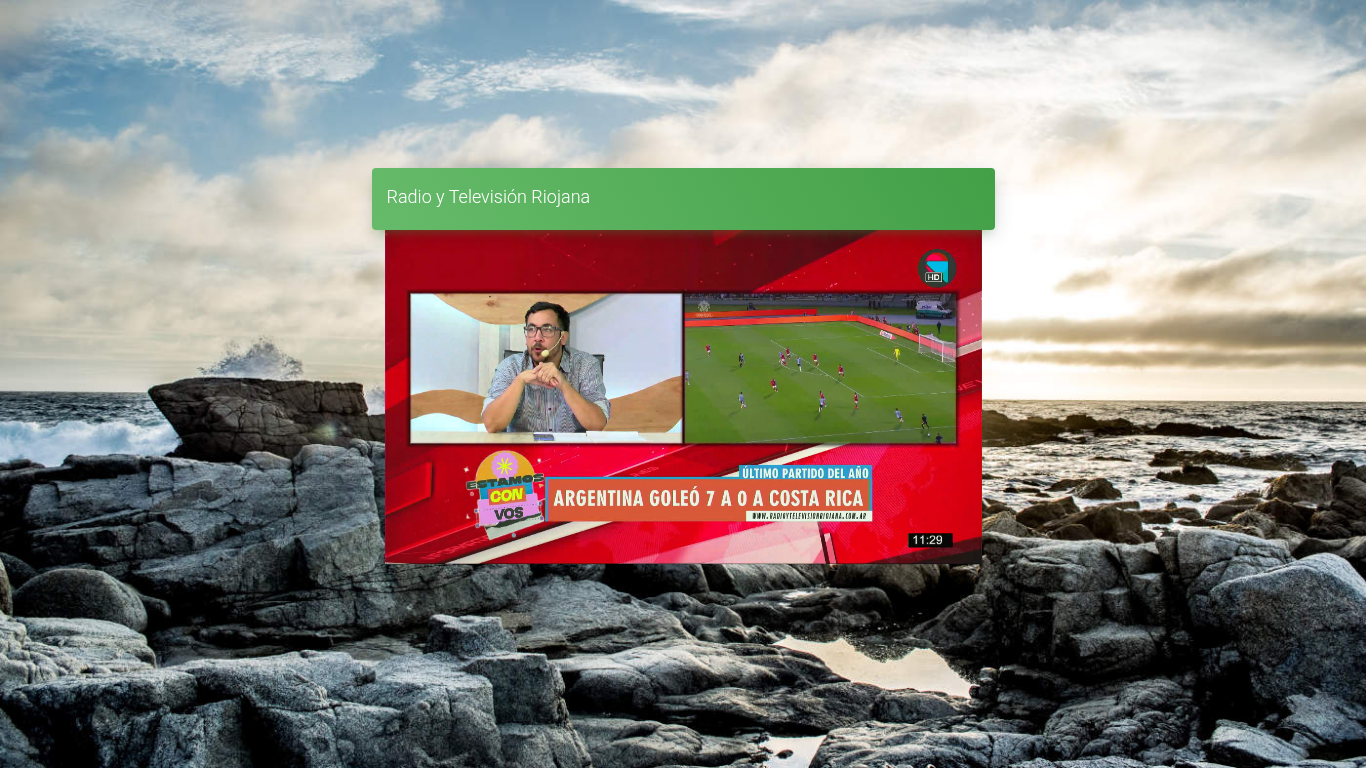 Radio y Televisión Riojana
HD
ESTAMOS
CON
VOS
ÚLTIMO PARTIDO DEL AÑO
ARGENTINA GOLEÓ 7 A 0 A COSTA RICA
WWW.RADIOYTELEVISIONRIOJANA.COM.AR
11:29